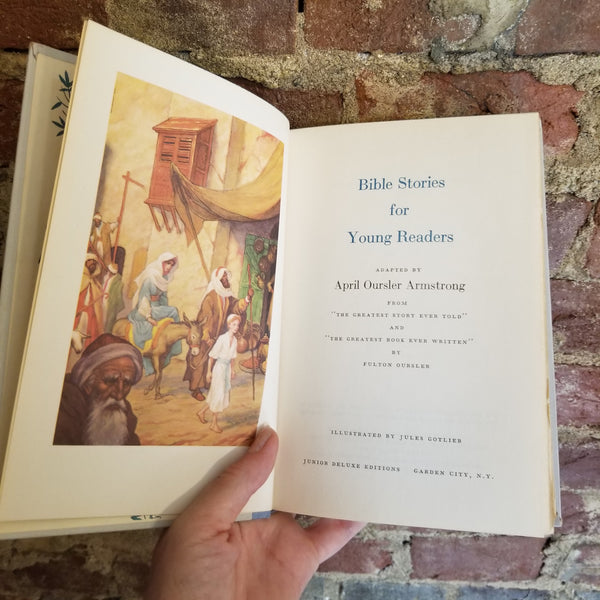 Bible Stories
for
Young Readers
ADAPTED BY
April Oursler Armstrong
FROM
"THE GREATEST STORY EVER TOLD"
AND
"THE GREATEST BOOK EVER WRITTEN"
BY
FULTON OURSLER
ILLUSTRATED BY JULES GOTLIEB
JUNIOR DELUXE EDITIONS GARDEN CITY, N.Y.